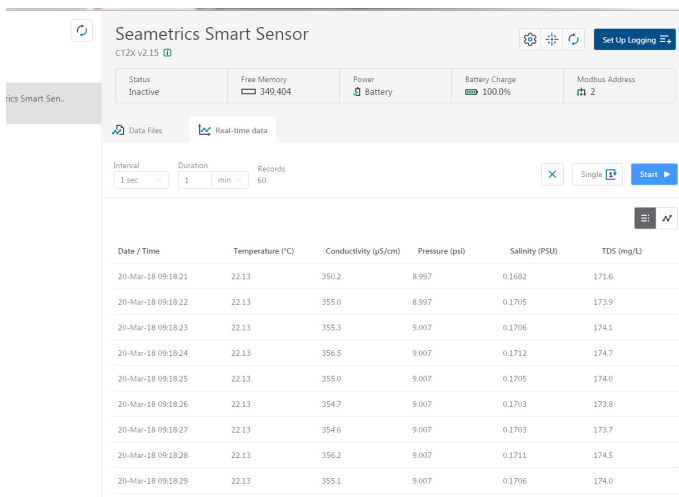 Seametrics Smart Sensor
CT2X v2.15
Set Up Logging
rics Smart Sen..
Status Free Memory Power Battery Charge Modbus Address
Inactive 349,404 Battery 100.0% 2
Data Files Real-time data
Interval Duration Records
1 sec 1 min 60
Single Start
Date / Time Temperature (°C) Conductivity (µS/cm) Pressure (psi) Salinity (PSU) TDS (mg/L)
20-Mar-18 09:18:21 22.13 350.2 8.997 0.1682 171.6
20-Mar-18 09:18:22 22.13 355.0 8.997 0.1705 173.9
20-Mar-18 09:18:23 22.13 355.3 9.007 0.1706 174.1
20-Mar-18 09:18:24 22.13 356.5 9.007 0.1712 174.7
20-Mar-18 09:18:25 22.13 355.0 9.007 0.1705 174.0
20-Mar-18 09:18:26 22.13 354.7 9.007 0.1703 173.8
20-Mar-18 09:18:27 22.13 354.6 9.007 0.1703 173.7
20-Mar-18 09:18:28 22.13 356.2 9.007 0.1711 174.5
20-Mar-18 09:18:29 22.13 355.1 9.007 0.1706 174.0